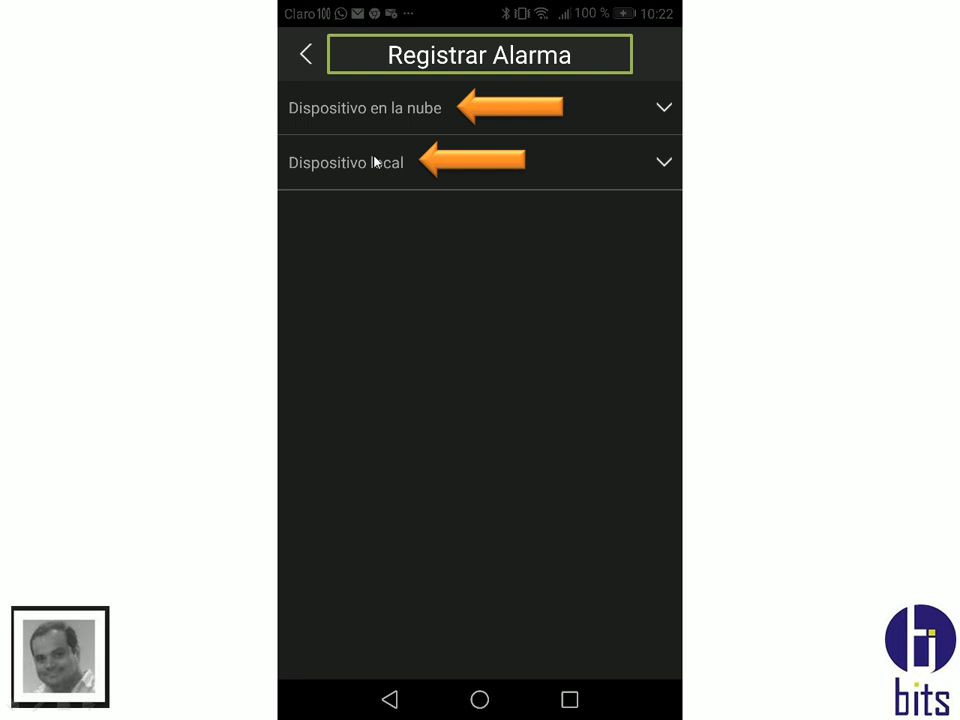 Claro 100 % 10:22
Registrar Alarma
Dispositivo en la nube
Dispositivo local
bits